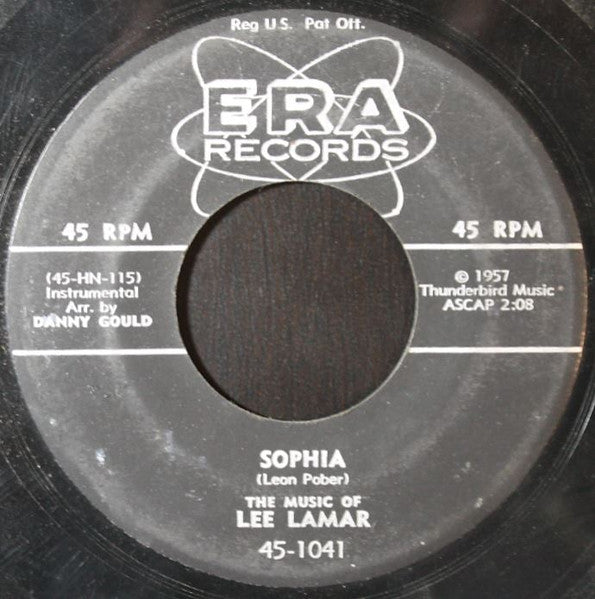 Reg U.S. Pat Off.
ERA
RECORDS
45 RPM
45 RPM
(45-HN-115)
Instrumental
Arr. by
DANNY GOULD
© 1957
Thunderbird Music
ASCAP 2:08
SOPHIA
(Leon Pober)
THE MUSIC OF
LEE LAMAR
45-1041